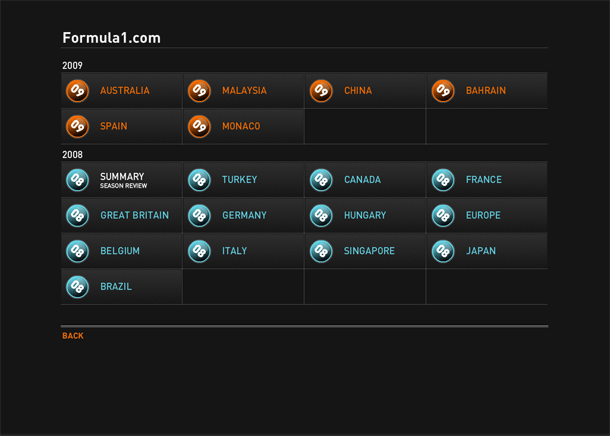 Formula1.com
2009
09 AUSTRALIA 09 MALAYSIA 09 CHINA 09 BAHRAIN
09 SPAIN 09 MONACO
2008
08 SUMMARY 08 TURKEY 08 CANADA 08 FRANCE
SEASON REVIEW
08 GREAT BRITAIN 08 GERMANY 08 HUNGARY 08 EUROPE
08 BELGIUM 08 ITALY 08 SINGAPORE 08 JAPAN
08 BRAZIL
BACK